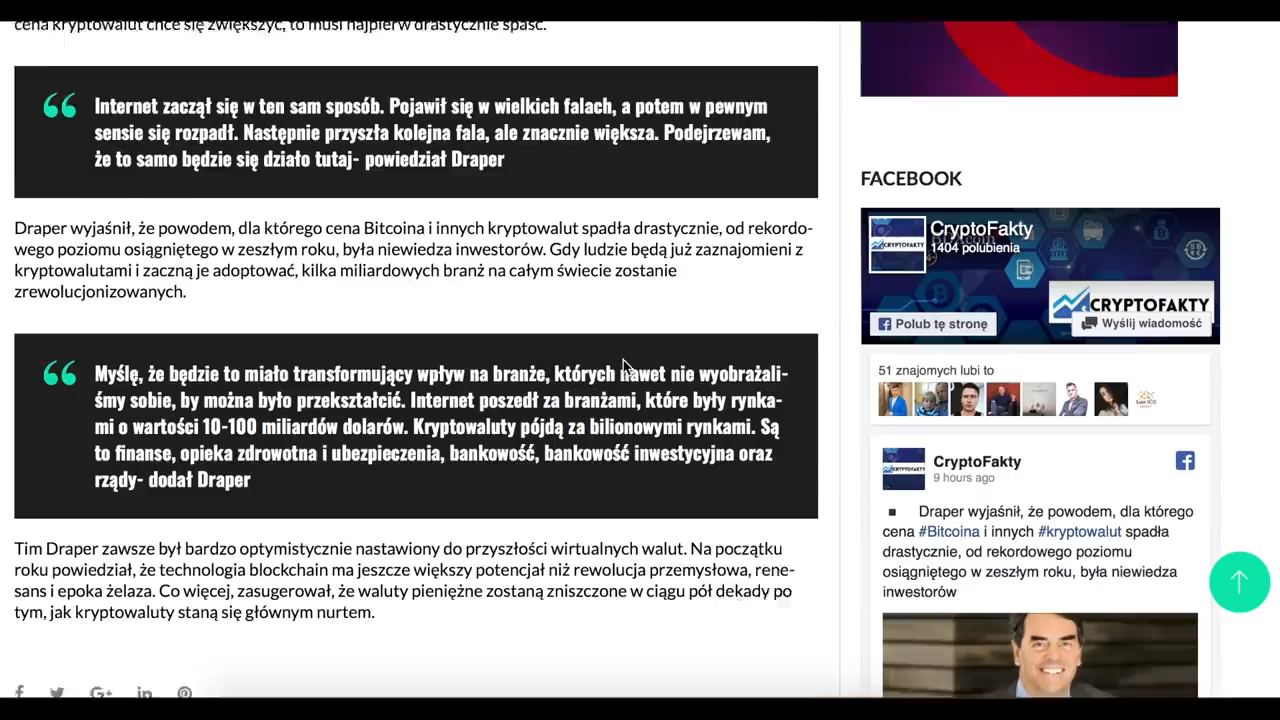 cena kryptowalut chce się zwiększyć, to musi najpierw drastycznie spaść.
Internet zaczął się w ten sam sposób. Pojawił się w wielkich falach, a potem w pewnym
sensie się rozpadł. Następnie przyszła kolejna fala, ale znacznie większa. Podejrzewam,
że to samo będzie się działo tutaj- powiedział Draper
Draper wyjaśnił, że powodem, dla którego cena Bitcoina i innych kryptowalut spadła drastycznie, od rekordo-
wego poziomu osiągniętego w zeszłym roku, była niewiedza inwestorów. Gdy ludzie będą już zaznajomieni z
kryptowalutami i zaczną je adoptować, kilka miliardowych branż na całym świecie zostanie
zrewolucjonizowanych.
Myślę, że będzie to miało transformujący wpływ na branże, których nawet nie wyobrażali-
śmy sobie, by można było przekształcić. Internet poszedł za branżami, które były rynka-
mi o wartości 10-100 miliardów dolarów. Kryptowaluty pójdą za bilionowymi rynkami. Są
to finanse, opieka zdrowotna i ubezpieczenia, bankowość, bankowość inwestycyjna oraz
rządy- dodał Draper
Tim Draper zawsze był bardzo optymistycznie nastawiony do przyszłości wirtualnych walut. Na początku
roku powiedział, że technologia blockchain ma jeszcze większy potencjał niż rewolucja przemysłowa, rene-
sans i epoka żelaza. Co więcej, zasugerował, że waluty pieniężne zostaną zniszczone w ciągu pół dekady po
tym, jak kryptowaluty staną się głównym nurtem.
FACEBOOK
CryptoFakty
1404 polubienia
CRYPTOFAKTY
CRYPTOFAKTY
Polub tę stronę
Wyślij wiadomość
51 znajomych lubi to
CryptoFakty
9 hours ago
Draper wyjaśnił, że powodem, dla którego
cena #Bitcoina i innych #kryptowalut spadła
drastycznie, od rekordowego poziomu
osiągniętego w zeszłym roku, była niewiedza
inwestorów